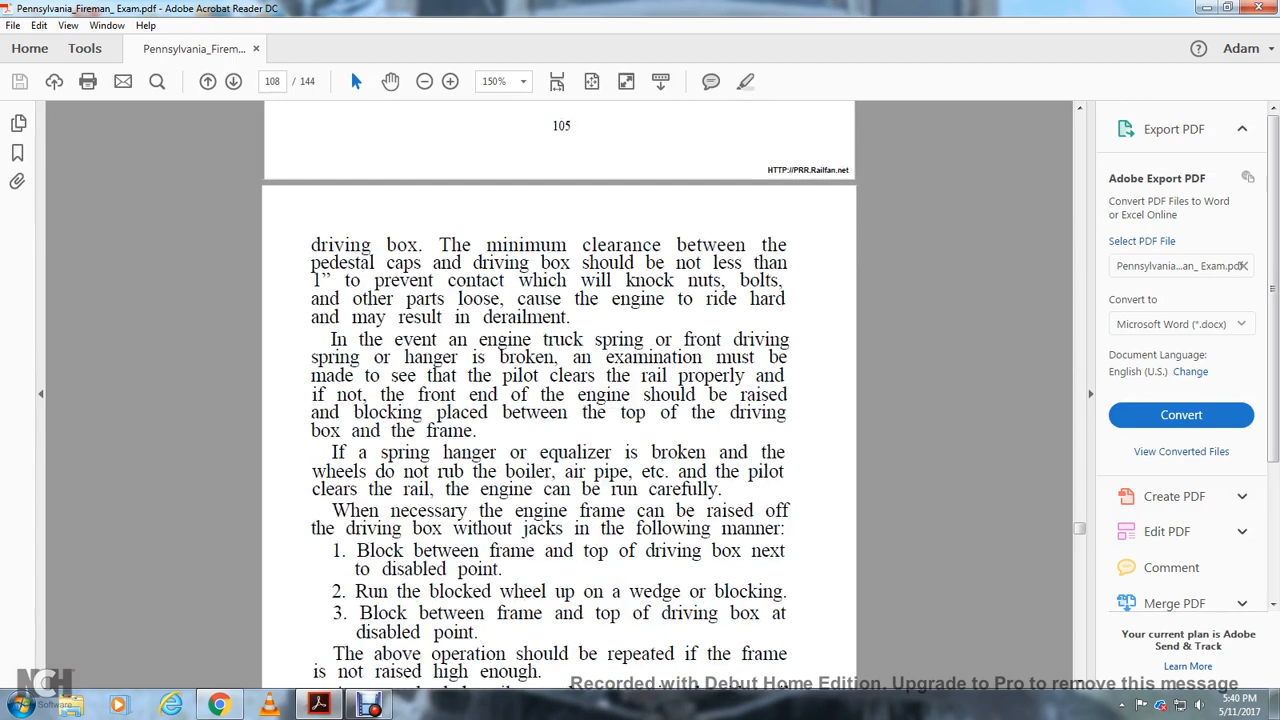 Pennsylvania_Fireman_ Exam.pdf - Adobe Acrobat Reader DC
File Edit View Window Help
Home Tools Pennsylvania_Firem... × Adam
108 / 144 150%
105
HTTP://PRR.Railfan.net
driving box. The minimum clearance between the
pedestal caps and driving box should be not less than
1” to prevent contact which will knock nuts, bolts,
and other parts loose, cause the engine to ride hard
and may result in derailment.
In the event an engine truck spring or front driving
spring or hanger is broken, an examination must be
made to see that the pilot clears the rail properly and
if not, the front end of the engine should be raised
and blocking placed between the top of the driving
box and the frame.
If a spring hanger or equalizer is broken and the
wheels do not rub the boiler, air pipe, etc. and the pilot
clears the rail, the engine can be run carefully.
When necessary the engine frame can be raised off
the driving box without jacks in the following manner:
1. Block between frame and top of driving box next
to disabled point.
2. Run the blocked wheel up on a wedge or blocking.
3. Block between frame and top of driving box at
disabled point.
The above operation should be repeated if the frame
is not raised high enough.
Export PDF
Adobe Export PDF
Convert PDF Files to Word
or Excel Online
Select PDF File
Pennsylvania...an_ Exam.pdf
Convert to
Microsoft Word (*.docx)
Document Language:
English (U.S.) Change
Convert
View Converted Files
Create PDF
Edit PDF
Comment
Merge PDF
Your current plan is Adobe
Send & Track
Learn More
NCH
Software
Recorded with Debut Home Edition. Upgrade to Pro to remove this message
5:40 PM
5/11/2017